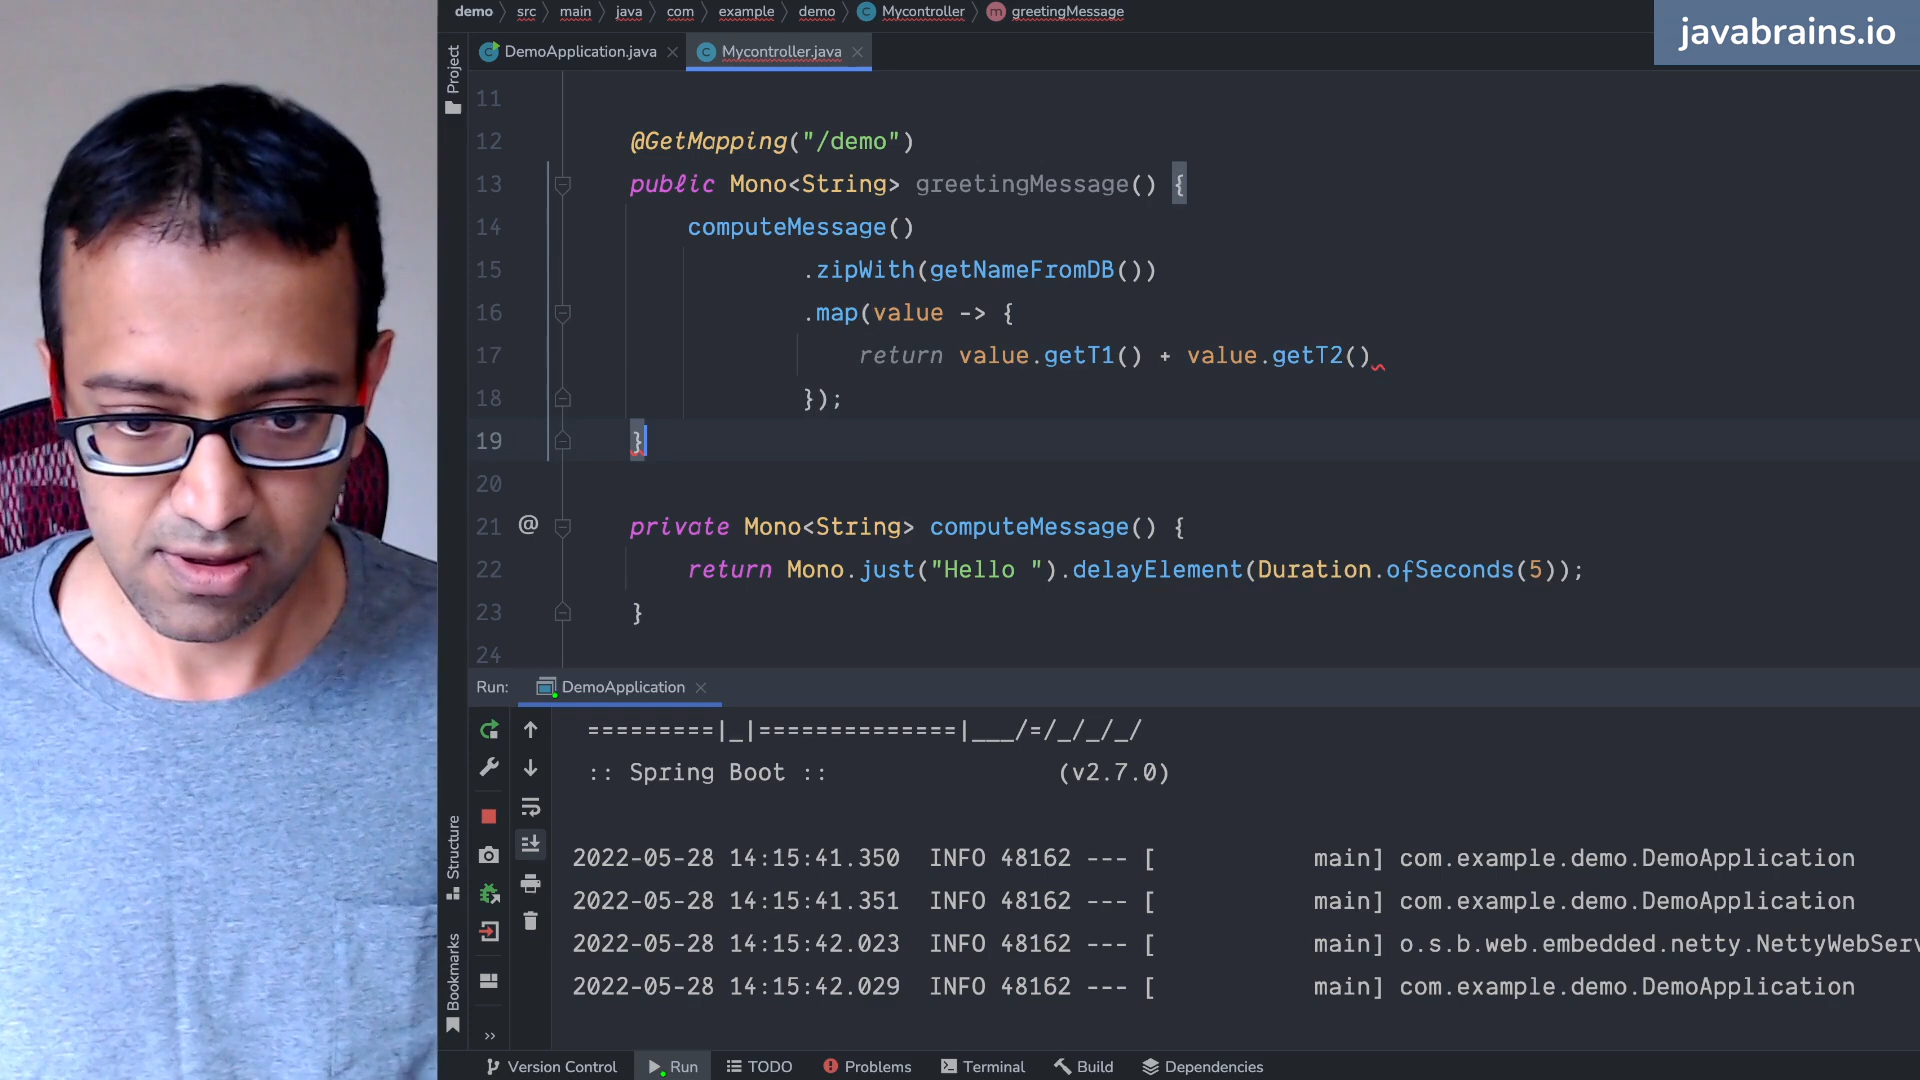 demo src main java com example demo Mycontroller greetingMessage
javabrains.io
DemoApplication.java Mycontroller.java
Project
11
12 @GetMapping("/demo")
13 public Mono<String> greetingMessage() {
14 computeMessage()
15 .zipWith(getNameFromDB())
16 .map(value -> {
17 return value.getT1() + value.getT2()
18 });
19 }
20
21 @ private Mono<String> computeMessage() {
22 return Mono.just("Hello ").delayElement(Duration.ofSeconds(5));
23 }
24
Run: DemoApplication
=========|_|==============|___/=/_/_/_/
:: Spring Boot :: (v2.7.0)
2022-05-28 14:15:41.350 INFO 48162 --- [ main] com.example.demo.DemoApplication
2022-05-28 14:15:41.351 INFO 48162 --- [ main] com.example.demo.DemoApplication
2022-05-28 14:15:42.023 INFO 48162 --- [ main] o.s.b.web.embedded.netty.NettyWebServ
2022-05-28 14:15:42.029 INFO 48162 --- [ main] com.example.demo.DemoApplication
Structure
Bookmarks
Version Control Run TODO Problems Terminal Build Dependencies